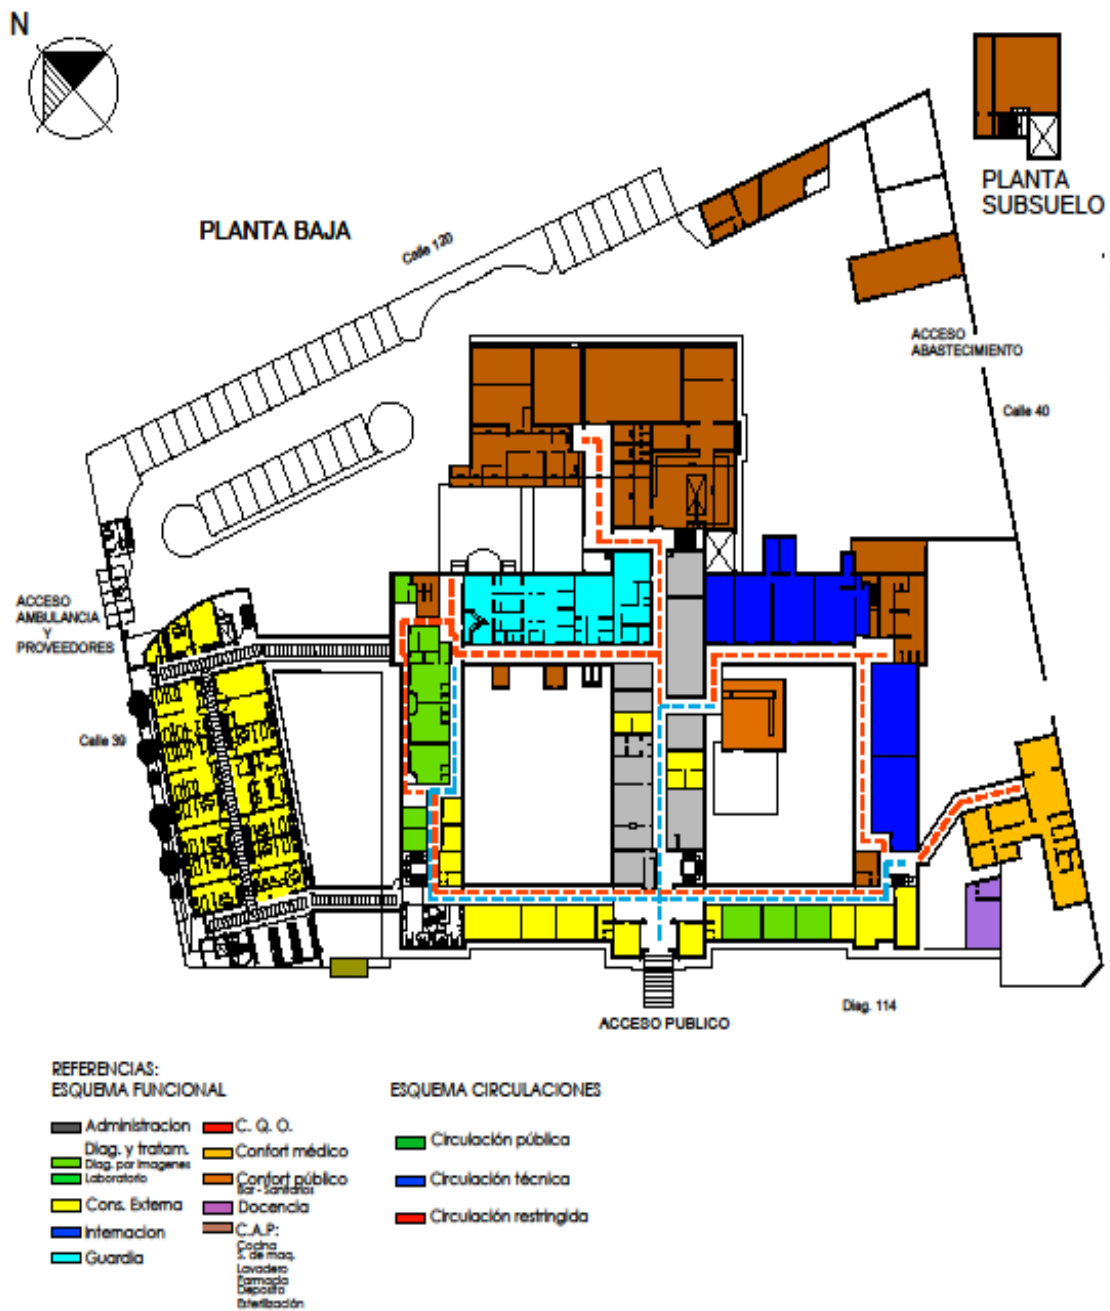 N
PLANTA
SUBSUELO
PLANTA BAJA
Calle 120
ACCESO
ABASTECIMIENTO
Calle 40
ACCESO
AMBULANCIA
Y
PROVEEDORES
Calle 39
Diag. 114
ACCESO PUBLICO
REFERENCIAS:
ESQUEMA FUNCIONAL
Administracion
Diag. y tratam.
Diag. por Imagenes
Laboratorio
Cons. Externa
Internacion
Guardia
C. Q. O.
Confort médico
Confort público
Bar - Sanitarios
Docencia
C.A.P:
Cocina
S. de maq.
Lavadero
Farmacia
Deposito
Esterilización
ESQUEMA CIRCULACIONES
Circulación pública
Circulación técnica
Circulación restringida